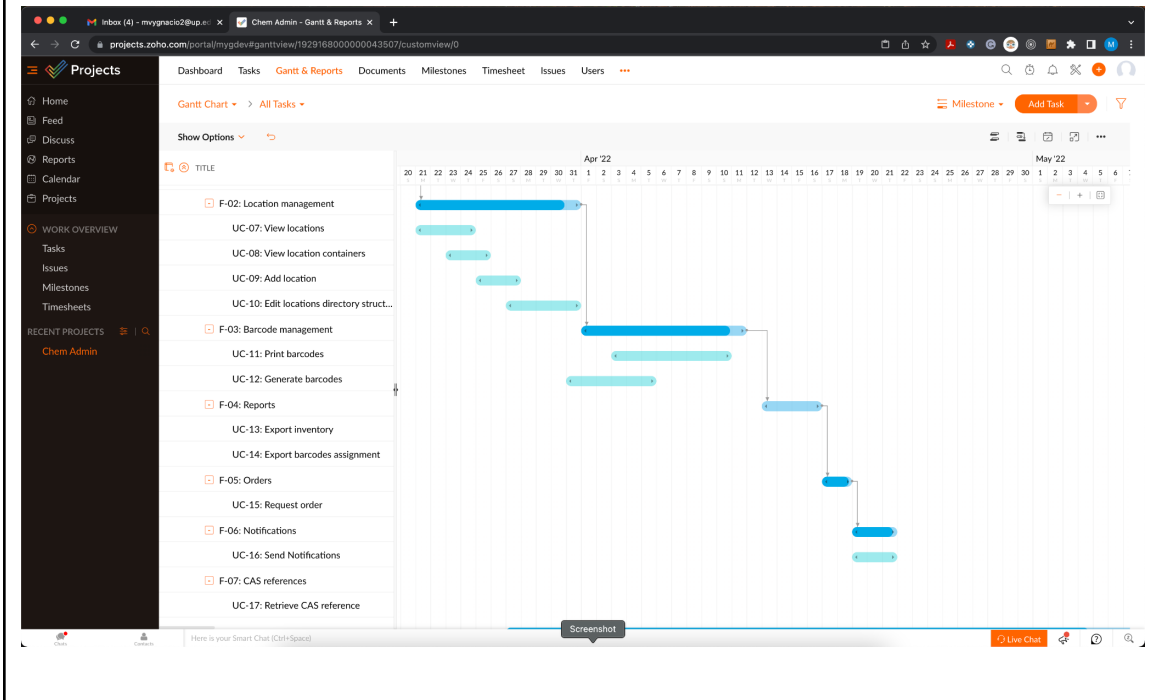 Inbox (4) - mvygnacio2@up.ed
Chem Admin - Gantt & Reports
projects.zoho.com/portal/mygdev#ganttview/1929168000000043507/customview/0
M
Projects
Dashboard Tasks Gantt & Reports Documents Milestones Timesheet Issues Users
Home
Feed
Discuss
Reports
Calendar
Projects
WORK OVERVIEW
Tasks
Issues
Milestones
Timesheets
RECENT PROJECTS
Chem Admin
Gantt Chart > All Tasks
Milestone
Add Task
Show Options
TITLE
Apr '22
May '22
20 21 22 23 24 25 26 27 28 29 30 31 1 2 3 4 5 6 7 8 9 10 11 12 13 14 15 16 17 18 19 20 21 22 23 24 25 26 27 28 29 30 1 2 3 4 5 6
F-02: Location management
UC-07: View locations
UC-08: View location containers
UC-09: Add location
UC-10: Edit locations directory struct...
F-03: Barcode management
UC-11: Print barcodes
UC-12: Generate barcodes
F-04: Reports
UC-13: Export inventory
UC-14: Export barcodes assignment
F-05: Orders
UC-15: Request order
F-06: Notifications
UC-16: Send Notifications
F-07: CAS references
UC-17: Retrieve CAS reference
Screenshot
Chats
Contacts
Here is your Smart Chat (Ctrl+Space)
Live Chat